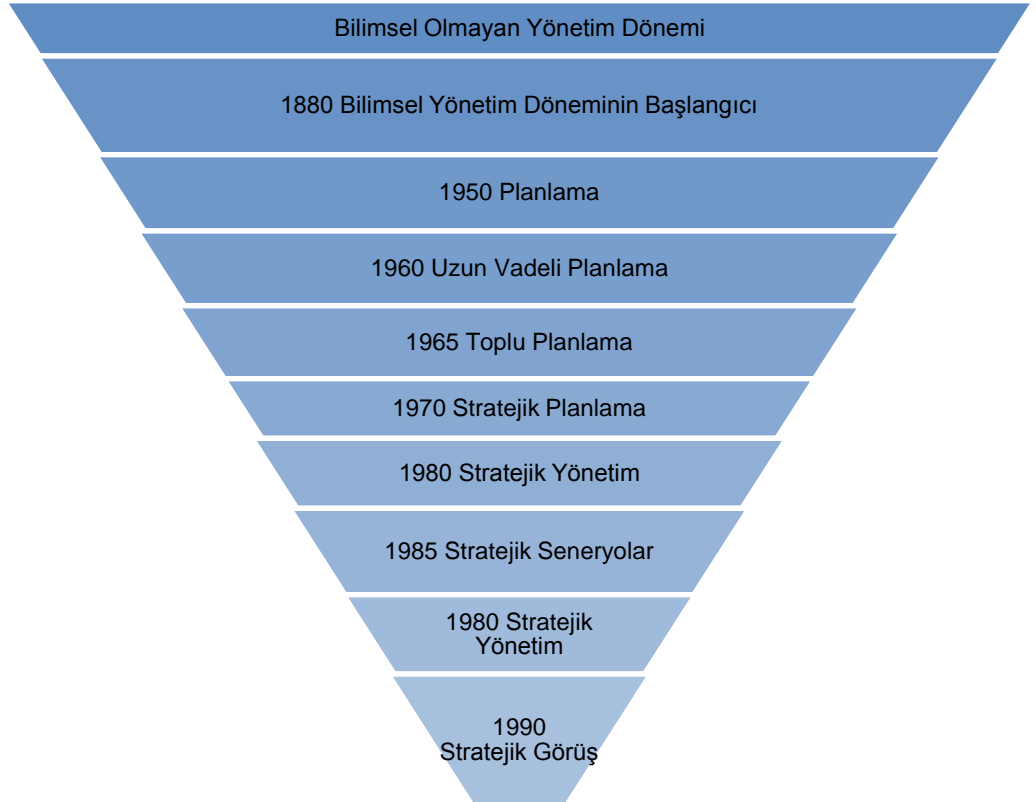 Bilimsel Olmayan Yönetim Dönemi
1880 Bilimsel Yönetim Döneminin Başlangıcı
1950 Planlama
1960 Uzun Vadeli Planlama
1965 Toplu Planlama
1970 Stratejik Planlama
1980 Stratejik Yönetim
1985 Stratejik Seneryolar
1980 Stratejik
Yönetim
1990
Stratejik Görüş